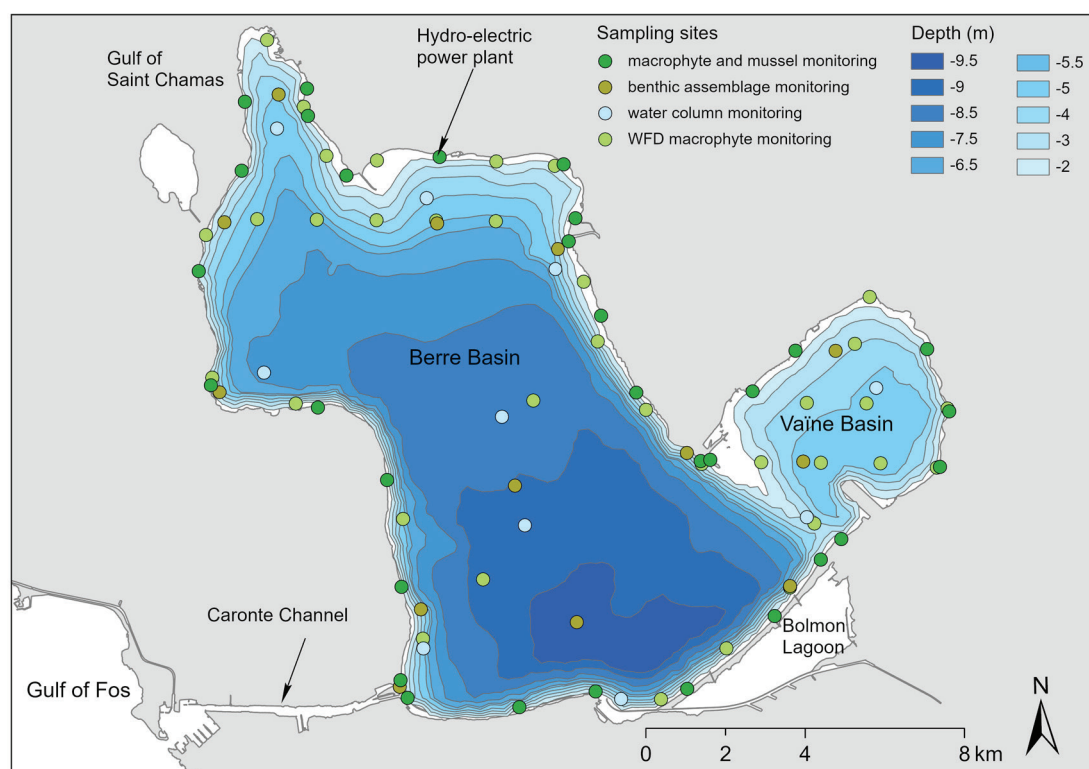 Gulf of
Saint Chamas
Hydro-electric
power plant
Sampling sites
macrophyte and mussel monitoring
benthic assemblage monitoring
water column monitoring
WFD macrophyte monitoring
Depth (m)
-9.5
-9
-8.5
-7.5
-6.5
-5.5
-5
-4
-3
-2
Berre Basin
Vaïne Basin
Caronte Channel
Bolmon
Lagoon
Gulf of Fos
N
0 2 4 8 km